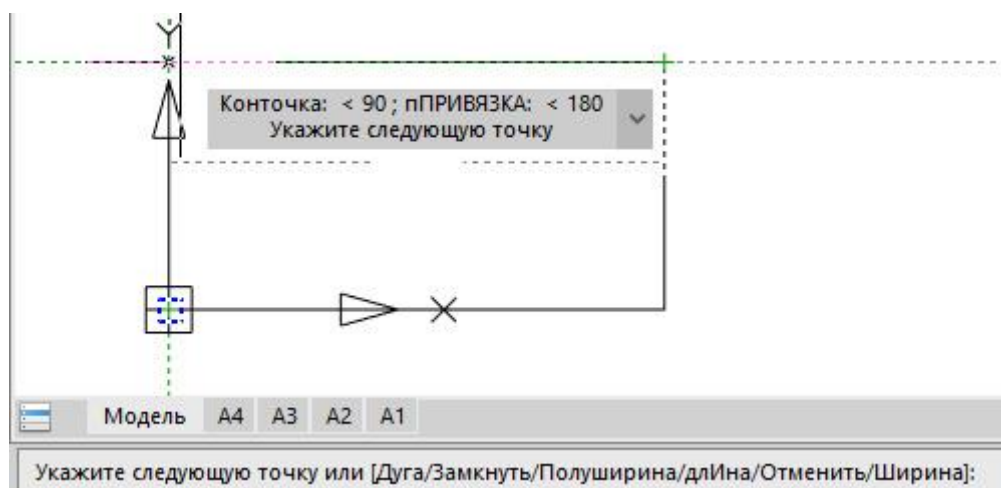 Y
Конточка: < 90 ; пПРИВЯЗКА: < 180
Укажите следующую точку
X
Модель A4 A3 A2 A1
Укажите следующую точку или [Дуга/Замкнуть/Полуширина/длИна/Отменить/Ширина]: